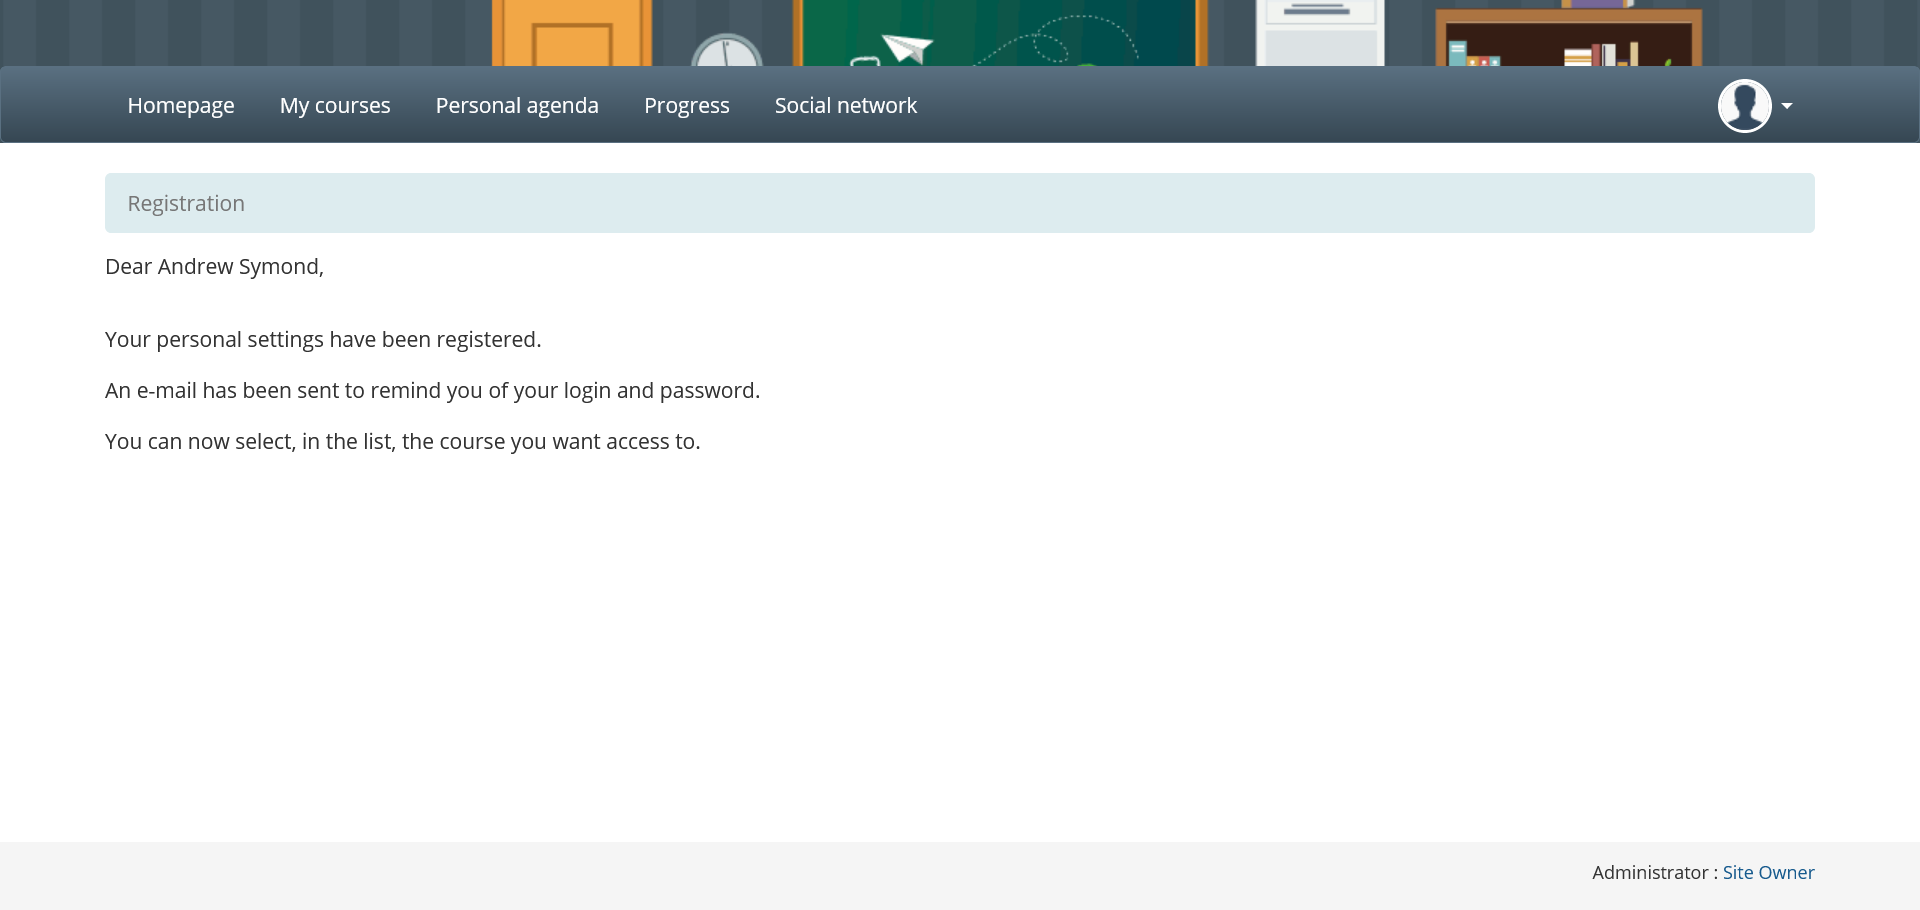 Homepage My courses Personal agenda Progress Social network
Registration
Dear Andrew Symond,
Your personal settings have been registered.
An e-mail has been sent to remind you of your login and password.
You can now select, in the list, the course you want access to.
Administrator : Site Owner